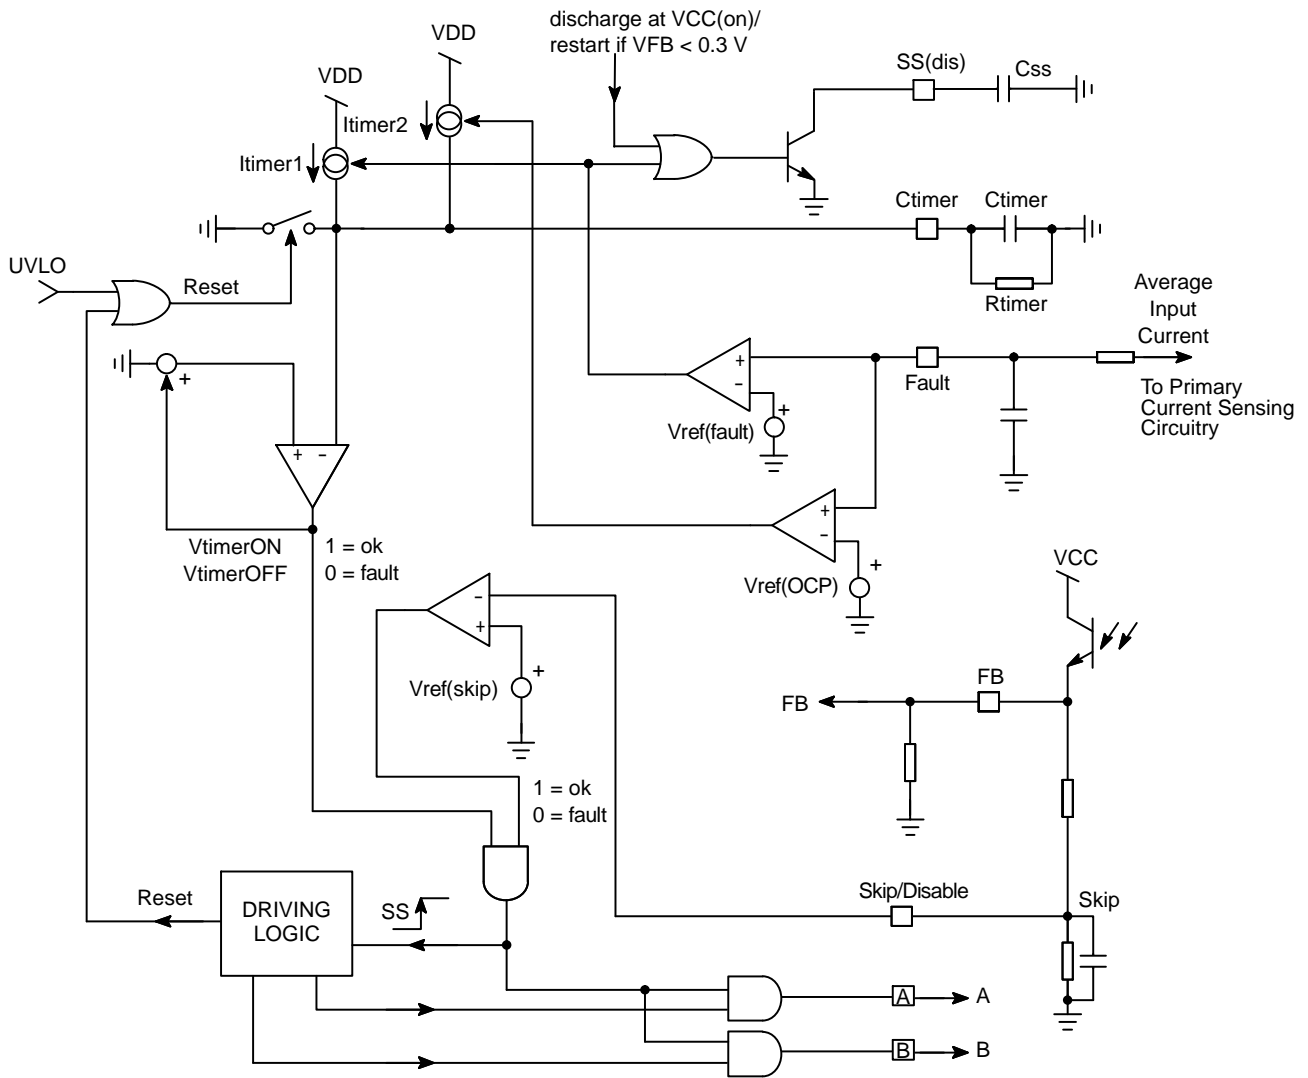 discharge at VCC(on)/
restart if VFB < 0.3 V
VDD
VDD
SS(dis)
Css
Itimer2
Itimer1
Ctimer
Ctimer
Rtimer
UVLO
Reset
Average
Input
Current
+
+
−
Fault
To Primary
Current Sensing
Circuitry
+
Vref(fault)
+ −
+
−
VtimerON
VtimerOFF
1 = ok
0 = fault
+
Vref(OCP)
VCC
−
+
+
Vref(skip)
FB
FB
1 = ok
0 = fault
Skip/Disable
Skip
Reset
DRIVING
LOGIC
SS
A
A
B
B